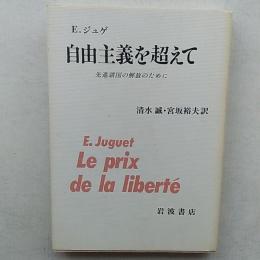 E. ジュゲ
自由主義を超えて
先進諸国の解放のために
清水 誠・宮坂裕夫訳
E. Juguet
Le prix
de la liberté
岩波書店